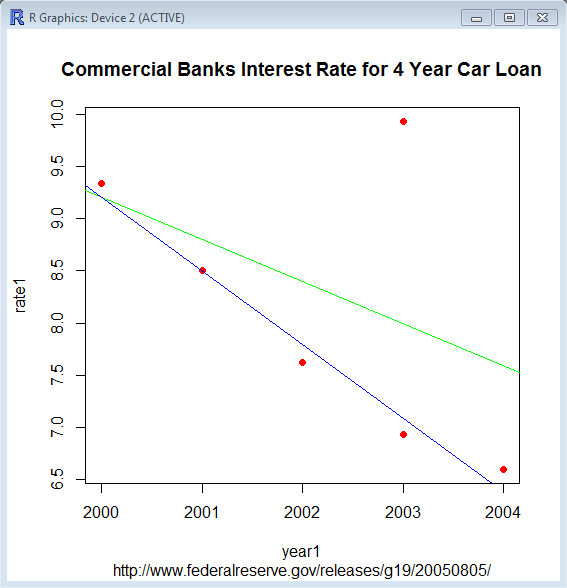 R Graphics: Device 2 (ACTIVE)
Commercial Banks Interest Rate for 4 Year Car Loan
10.0
9.5
9.0
8.5
8.0
7.5
7.0
6.5
rate1
2000 2001 2002 2003 2004
year1
http://www.federalreserve.gov/releases/g19/20050805/